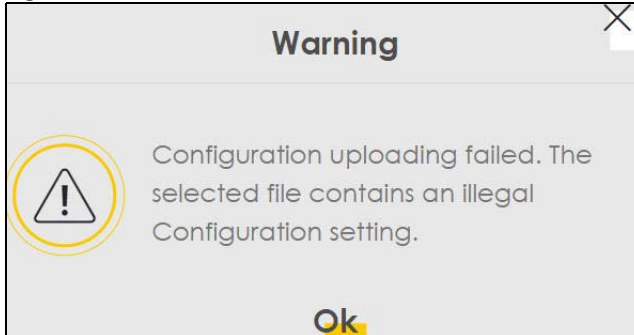 Warning
Configuration uploading failed. The
selected file contains an illegal
Configuration setting.
Ok